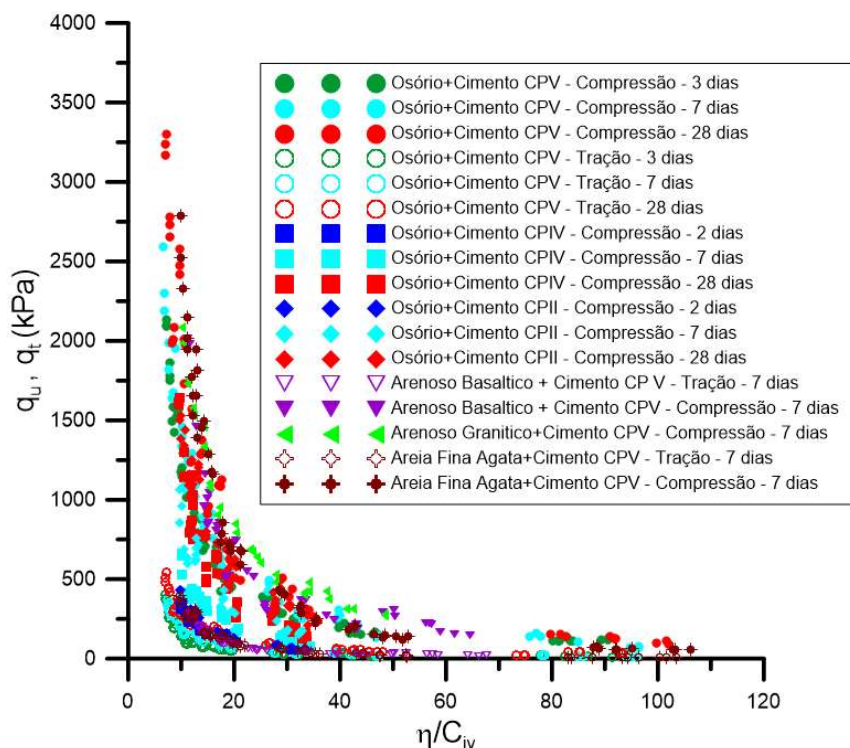 4000
3500
3000
2500
2000
1500
1000
500
0
q_u , q_t (kPa)
Osório+Cimento CPV - Compressão - 3 dias
Osório+Cimento CPV - Compressão - 7 dias
Osório+Cimento CPV - Compressão - 28 dias
Osório+Cimento CPV - Tração - 3 dias
Osório+Cimento CPV - Tração - 7 dias
Osório+Cimento CPV - Tração - 28 dias
Osório+Cimento CPIV - Compressão - 2 dias
Osório+Cimento CPIV - Compressão - 7 dias
Osório+Cimento CPIV - Compressão - 28 dias
Osório+Cimento CPII - Compressão - 2 dias
Osório+Cimento CPII - Compressão - 7 dias
Osório+Cimento CPII - Compressão - 28 dias
Arenoso Basaltico + Cimento CP V - Tração - 7 dias
Arenoso Basaltico + Cimento CPV - Compressão - 7 dias
Arenoso Granitico+Cimento CPV - Compressão - 7 dias
Areia Fina Agata+Cimento CPV - Tração - 7 dias
Areia Fina Agata+Cimento CPV - Compressão - 7 dias
0 20 40 60 80 100 120
η/C_iv